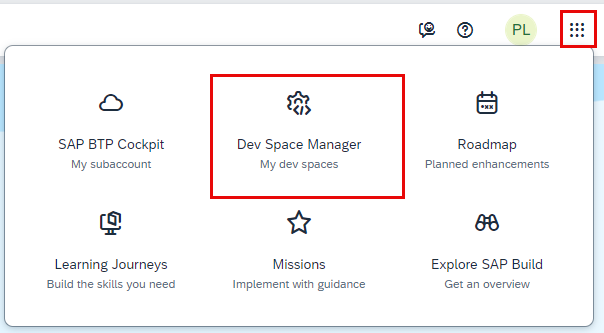 PL
SAP BTP Cockpit
My subaccount
Dev Space Manager
My dev spaces
Roadmap
Planned enhancements
Learning Journeys
Build the skills you need
Missions
Implement with guidance
Explore SAP Build
Get an overview